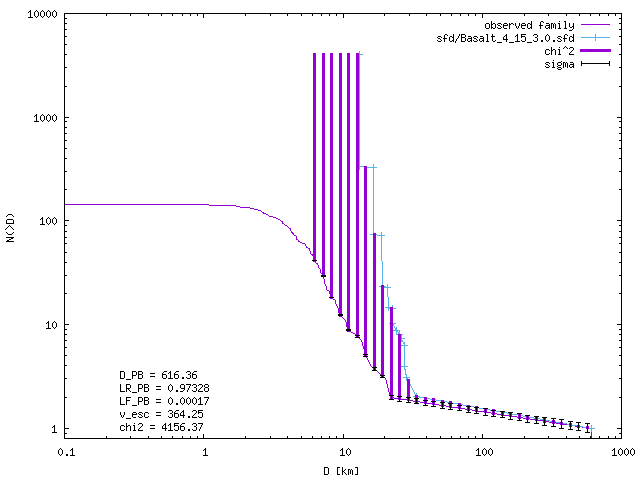 10000
1000
100
10
1
N(>D)
observed family
sfd/Basalt_4_15_3.0.sfd
chi^2
sigma
D_PB = 616.36
LR_PB = 0.97328
LF_PB = 0.00017
v_esc = 364.25
chi2 = 4156.37
0.1 1 10 100 1000
D [km]